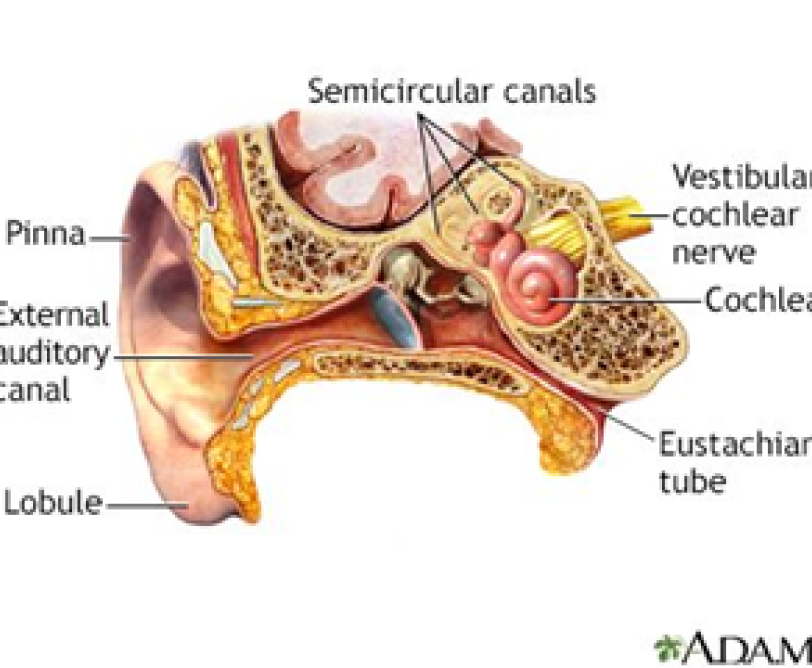 Semicircular canals
Pinna
External
auditory
canal
Lobule
Vestibular
cochlear
nerve
Cochlea
Eustachian
tube
ADAM